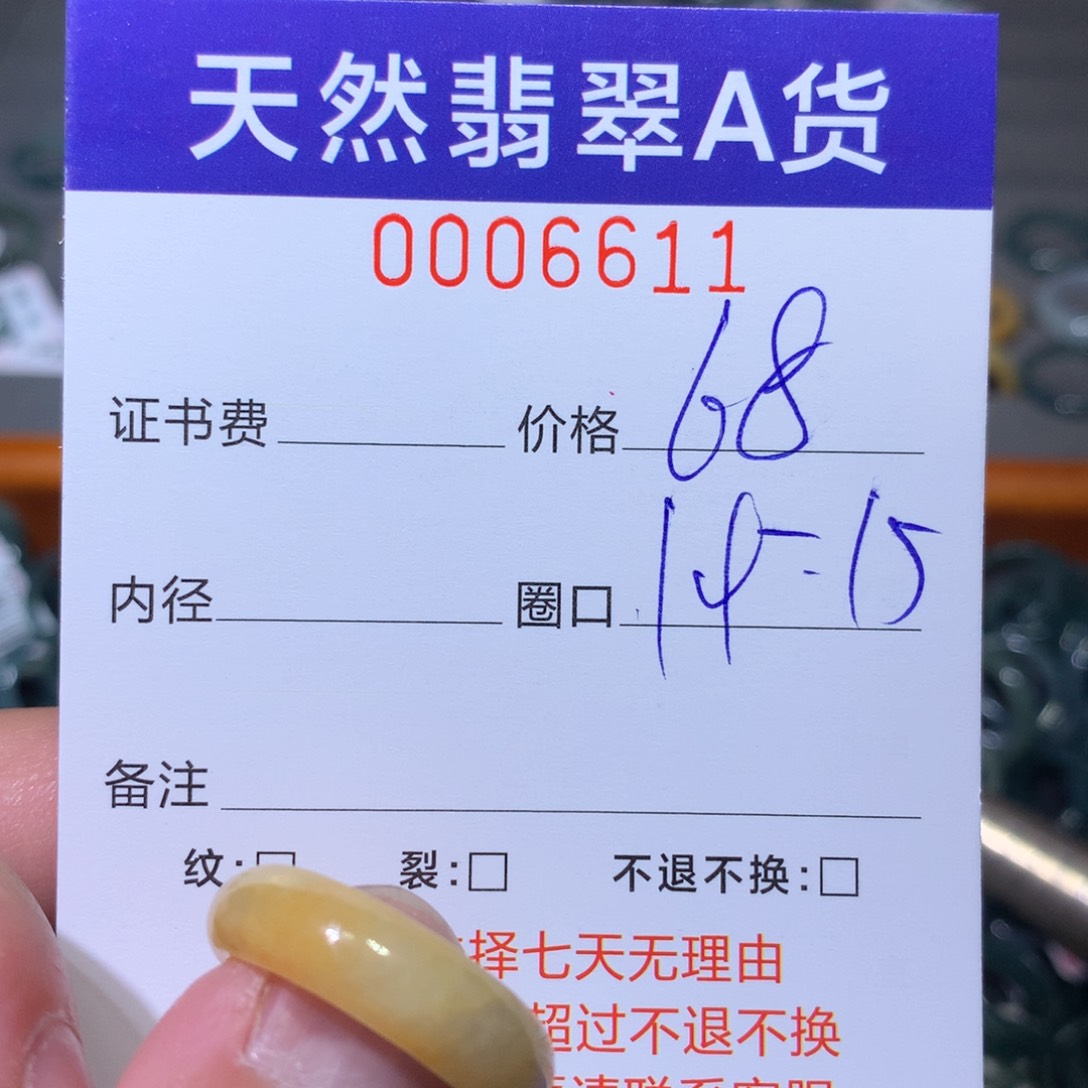 天然翡翠A货
0006611
证书费 价格 68
内径 圈口 14-15
备注
纹:□ 裂:□ 不退不换:□
择七天无理由
超过不退不换